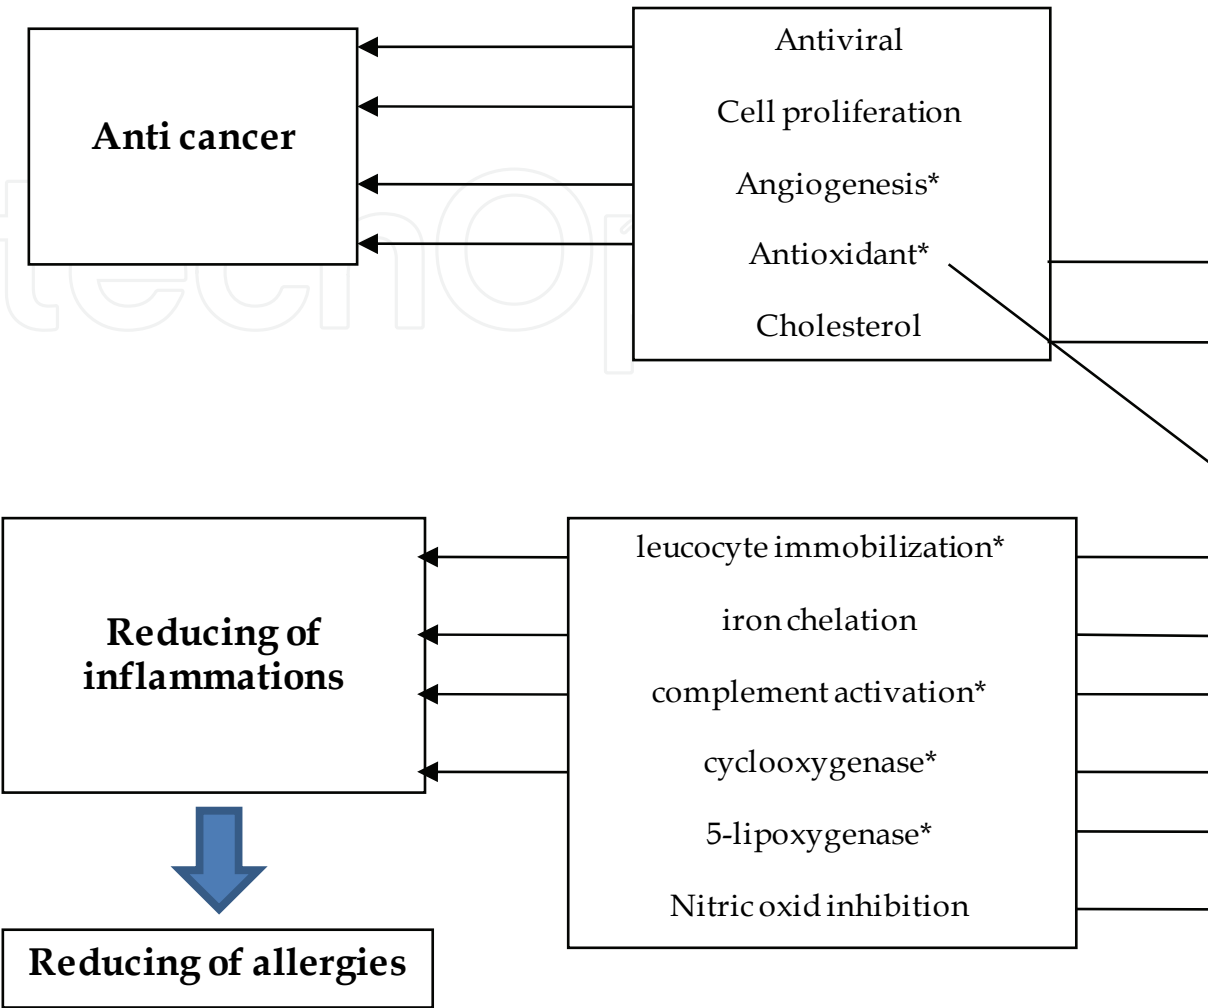 Anti cancer
Antiviral
Cell proliferation
Angiogenesis*
Antioxidant*
Cholesterol
Reducing of
inflammations
leucocyte immobilization*
iron chelation
complement activation*
cyclooxygenase*
5-lipoxygenase*
Nitric oxid inhibition
Reducing of allergies